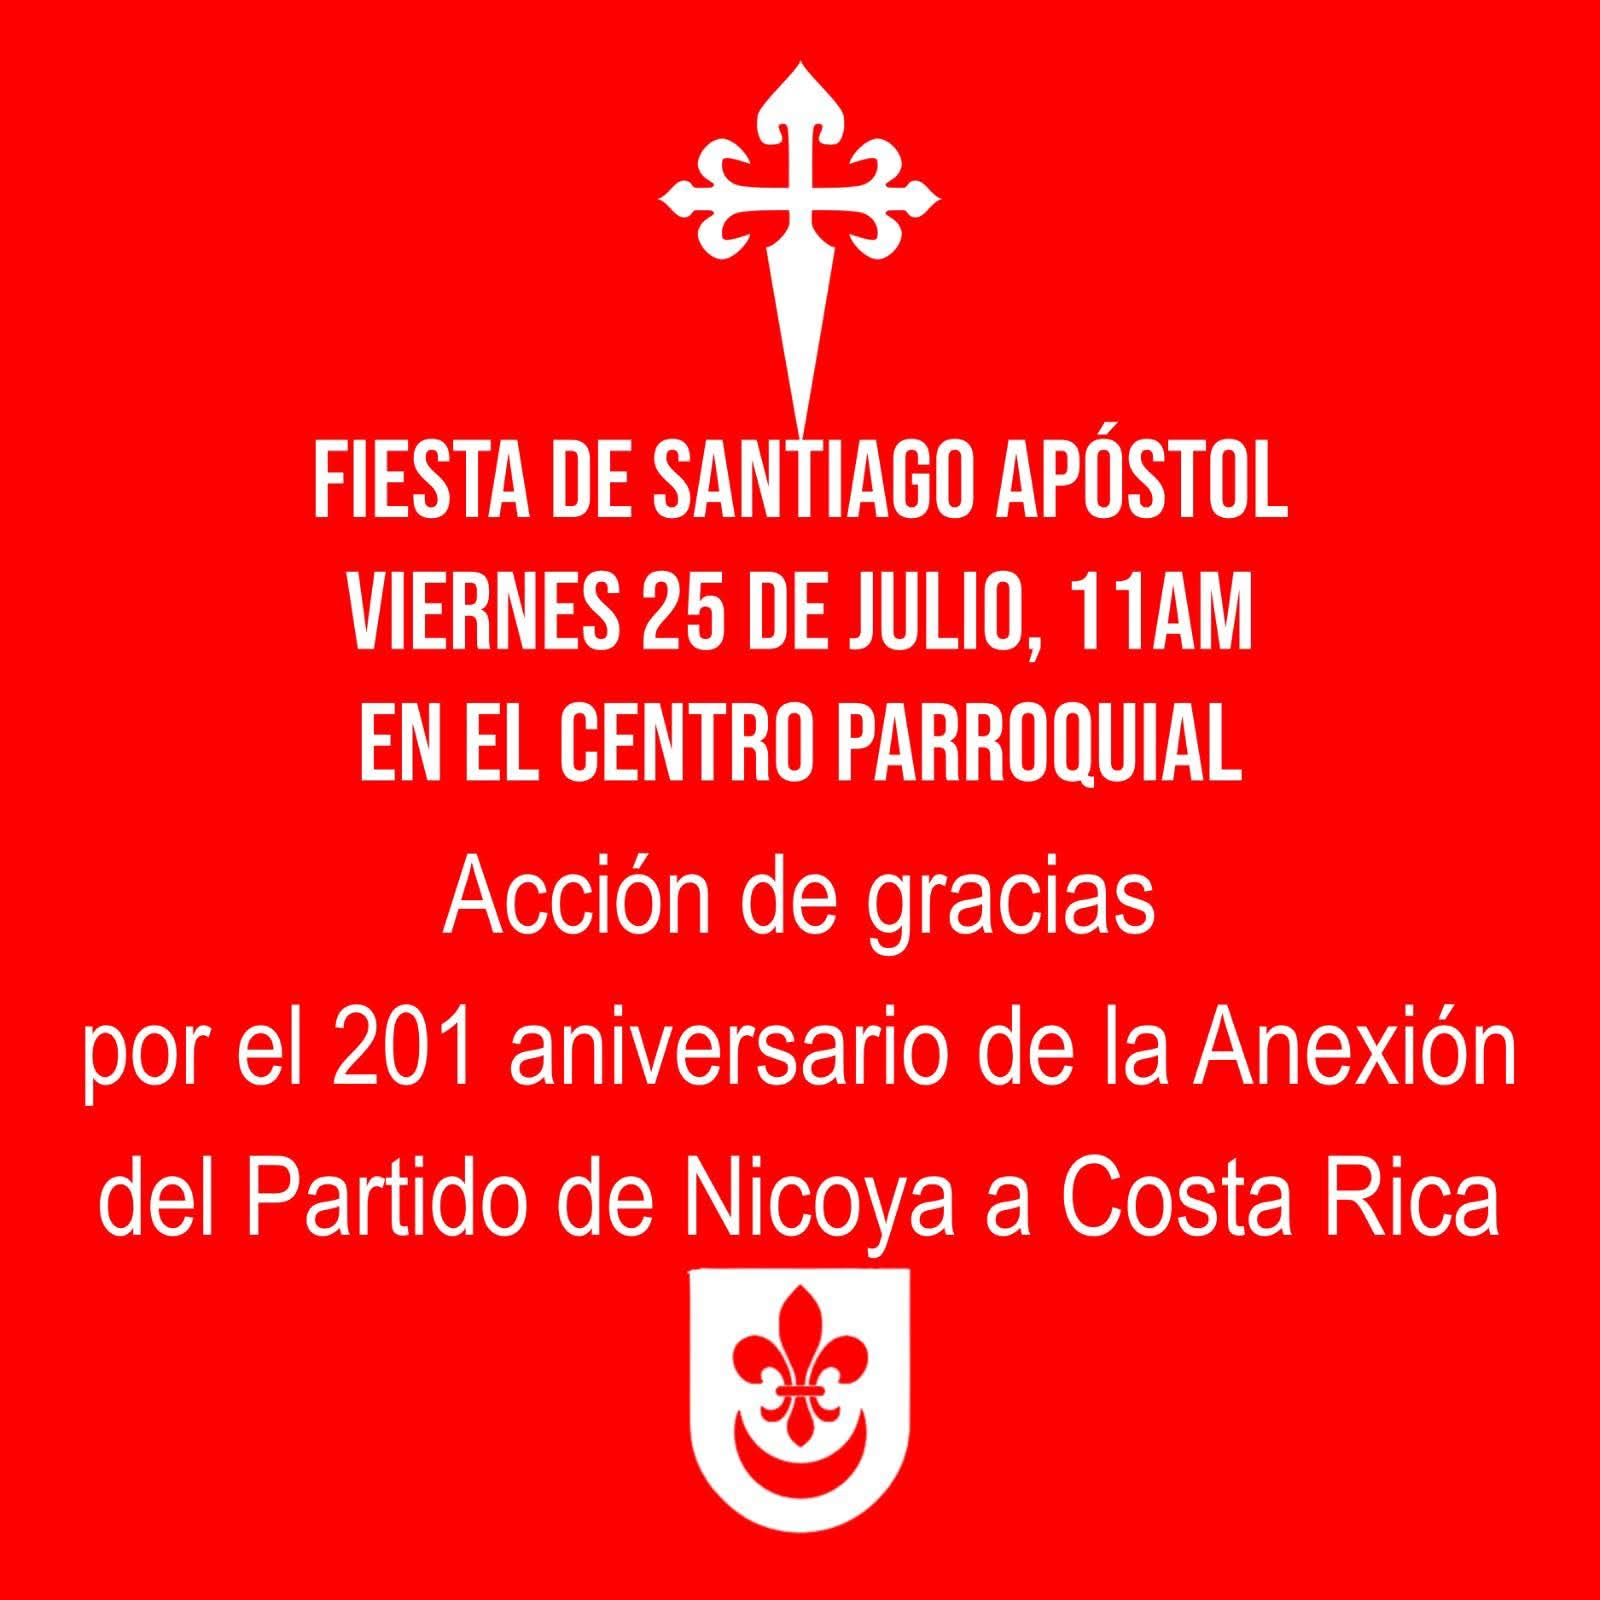 FIESTA DE SANTIAGO APÓSTOL
VIERNES 25 DE JULIO, 11AM
EN EL CENTRO PARROQUIAL
Acción de gracias
por el 201 aniversario de la Anexión
del Partido de Nicoya a Costa Rica